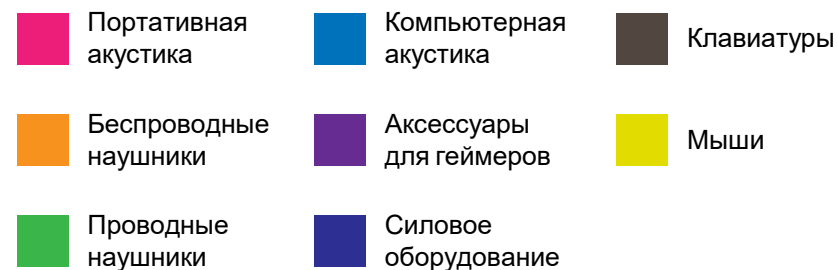 Портативная
акустика
Беспроводные
наушники
Проводные
наушники
Компьютерная
акустика
Аксессуары
для геймеров
Силовое
оборудование
Клавиатуры
Мыши